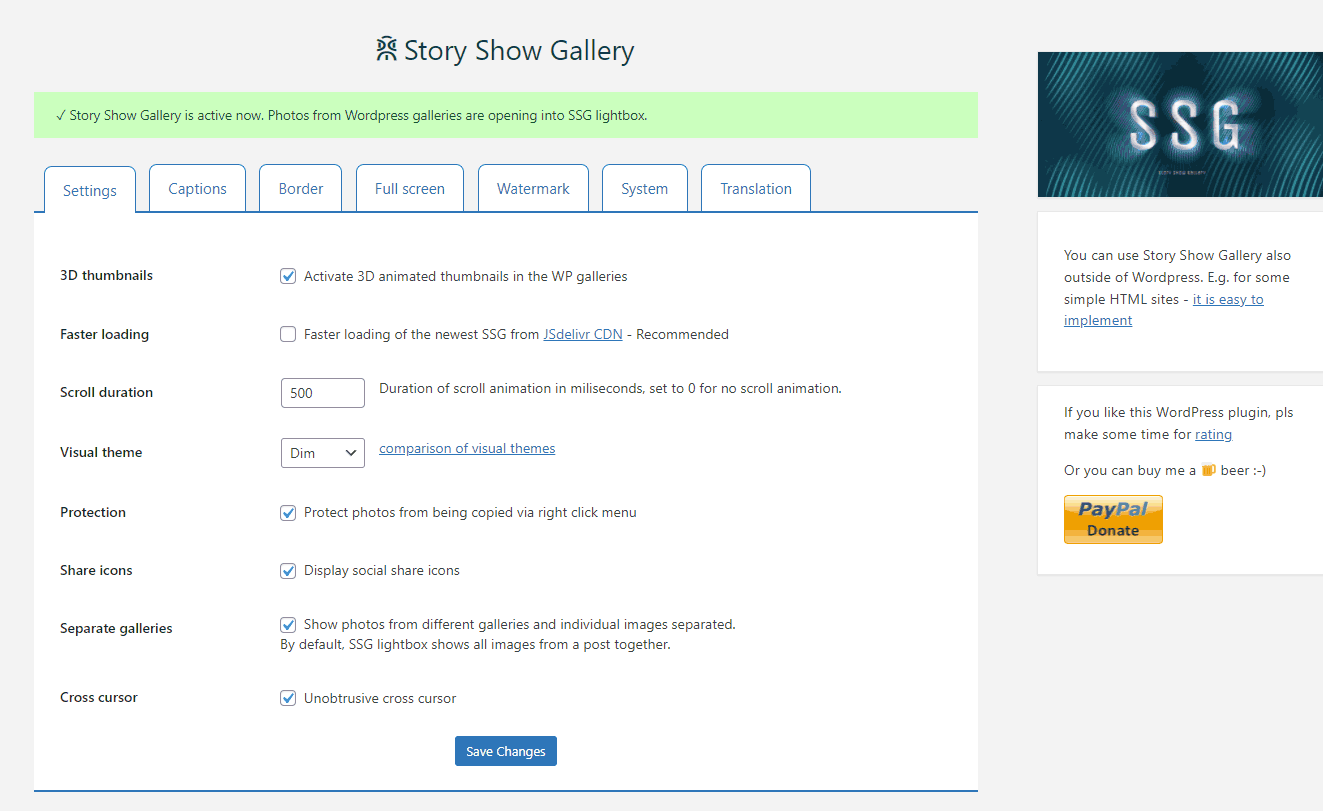 Story Show Gallery
✓ Story Show Gallery is active now. Photos from Wordpress galleries are opening into SSG lightbox.
Settings
Captions
Border
Full screen
Watermark
System
Translation
3D thumbnails
Activate 3D animated thumbnails in the WP galleries
Faster loading
Faster loading of the newest SSG from JSdelivr CDN - Recommended
Scroll duration
500
Duration of scroll animation in miliseconds, set to 0 for no scroll animation.
Visual theme
Dim
comparison of visual themes
Protection
Protect photos from being copied via right click menu
Share icons
Display social share icons
Separate galleries
Show photos from different galleries and individual images separated.
By default, SSG lightbox shows all images from a post together.
Cross cursor
Unobtrusive cross cursor
Save Changes
SSG
STORY SHOW GALLERY
You can use Story Show Gallery also
outside of Wordpress. E.g. for some
simple HTML sites - it is easy to
implement
If you like this WordPress plugin, pls
make some time for rating
Or you can buy me a 🍺 beer :-)
PayPal
Donate